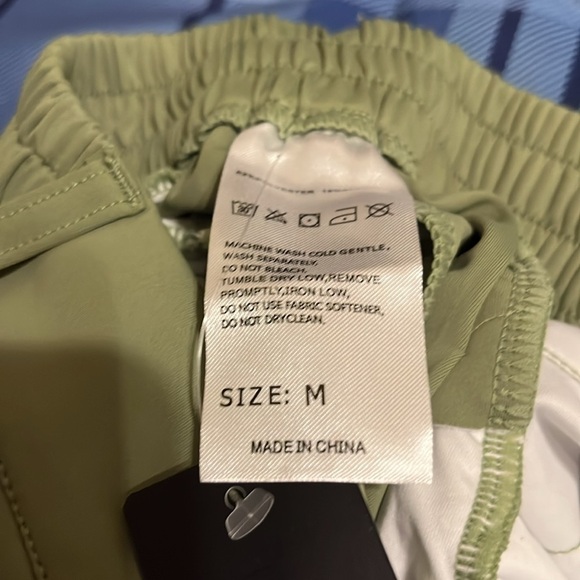 MACHINE WASH COLD GENTLE,
WASH SEPARATELY.
DO NOT BLEACH.
TUMBLE DRY LOW,REMOVE
PROMPTLY,IRON LOW,
DO NOT USE FABRIC SOFTENER,
DO NOT DRYCLEAN.
SIZE: M
MADE IN CHINA